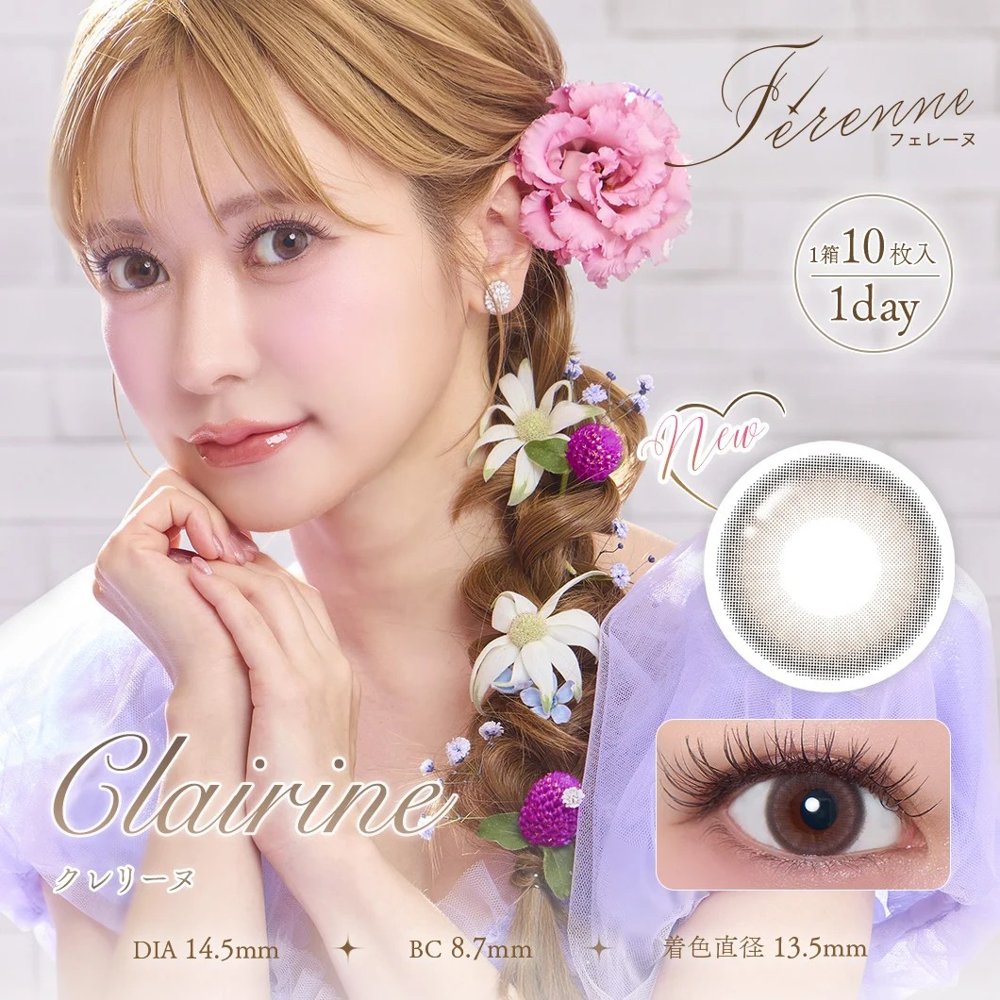 Férenne
フェレーヌ
1箱10枚入
1day
New
Clairine
クレリーヌ
DIA 14.5mm
BC 8.7mm
着色直径 13.5mm